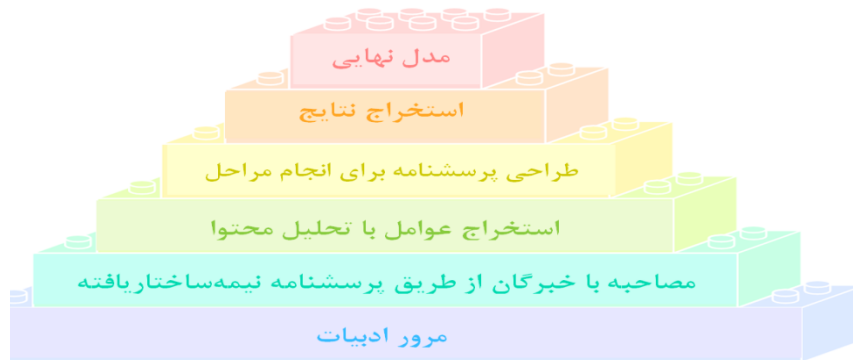 مدل نهایی
استخراج نتایج
طراحی پرسشنامه برای انجام مراحل
استخراج عوامل با تحلیل محتوا
مصاحبه با خبرگان از طریق پرسشنامه نیمه‌ساختاریافته
مرور ادبیات